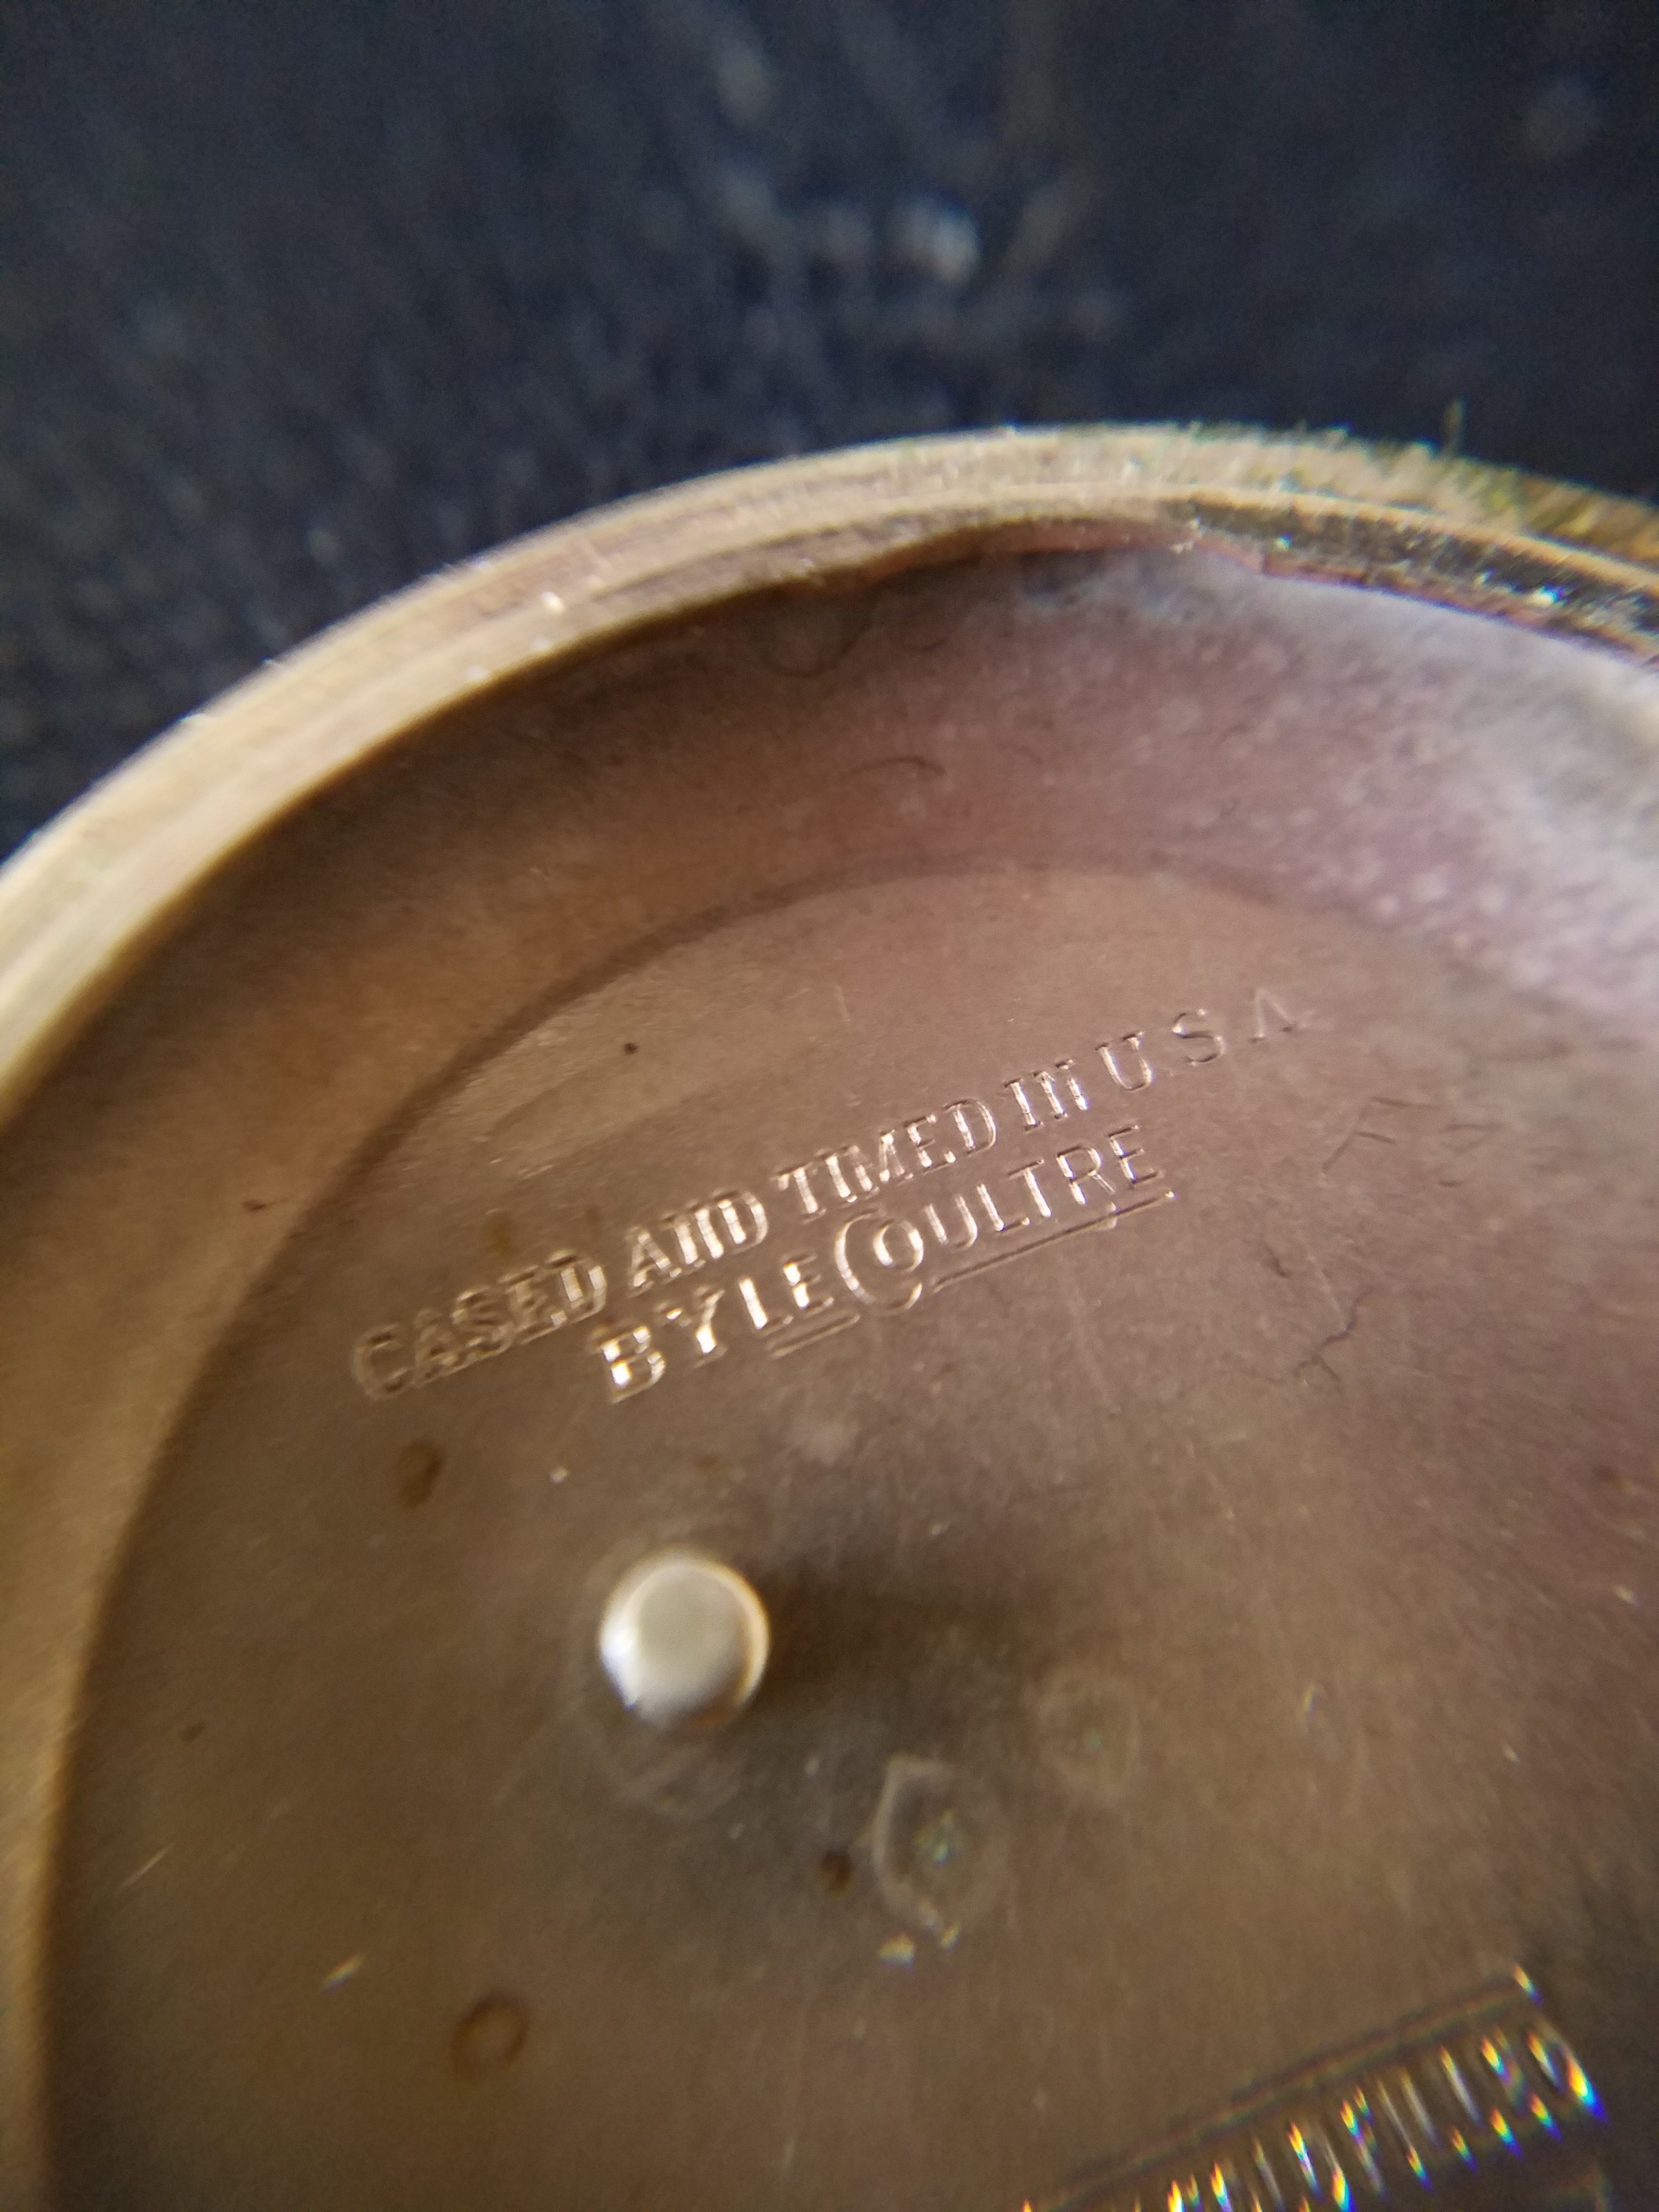 CASED AND TIMED IN U S A
BY LECOULTRE